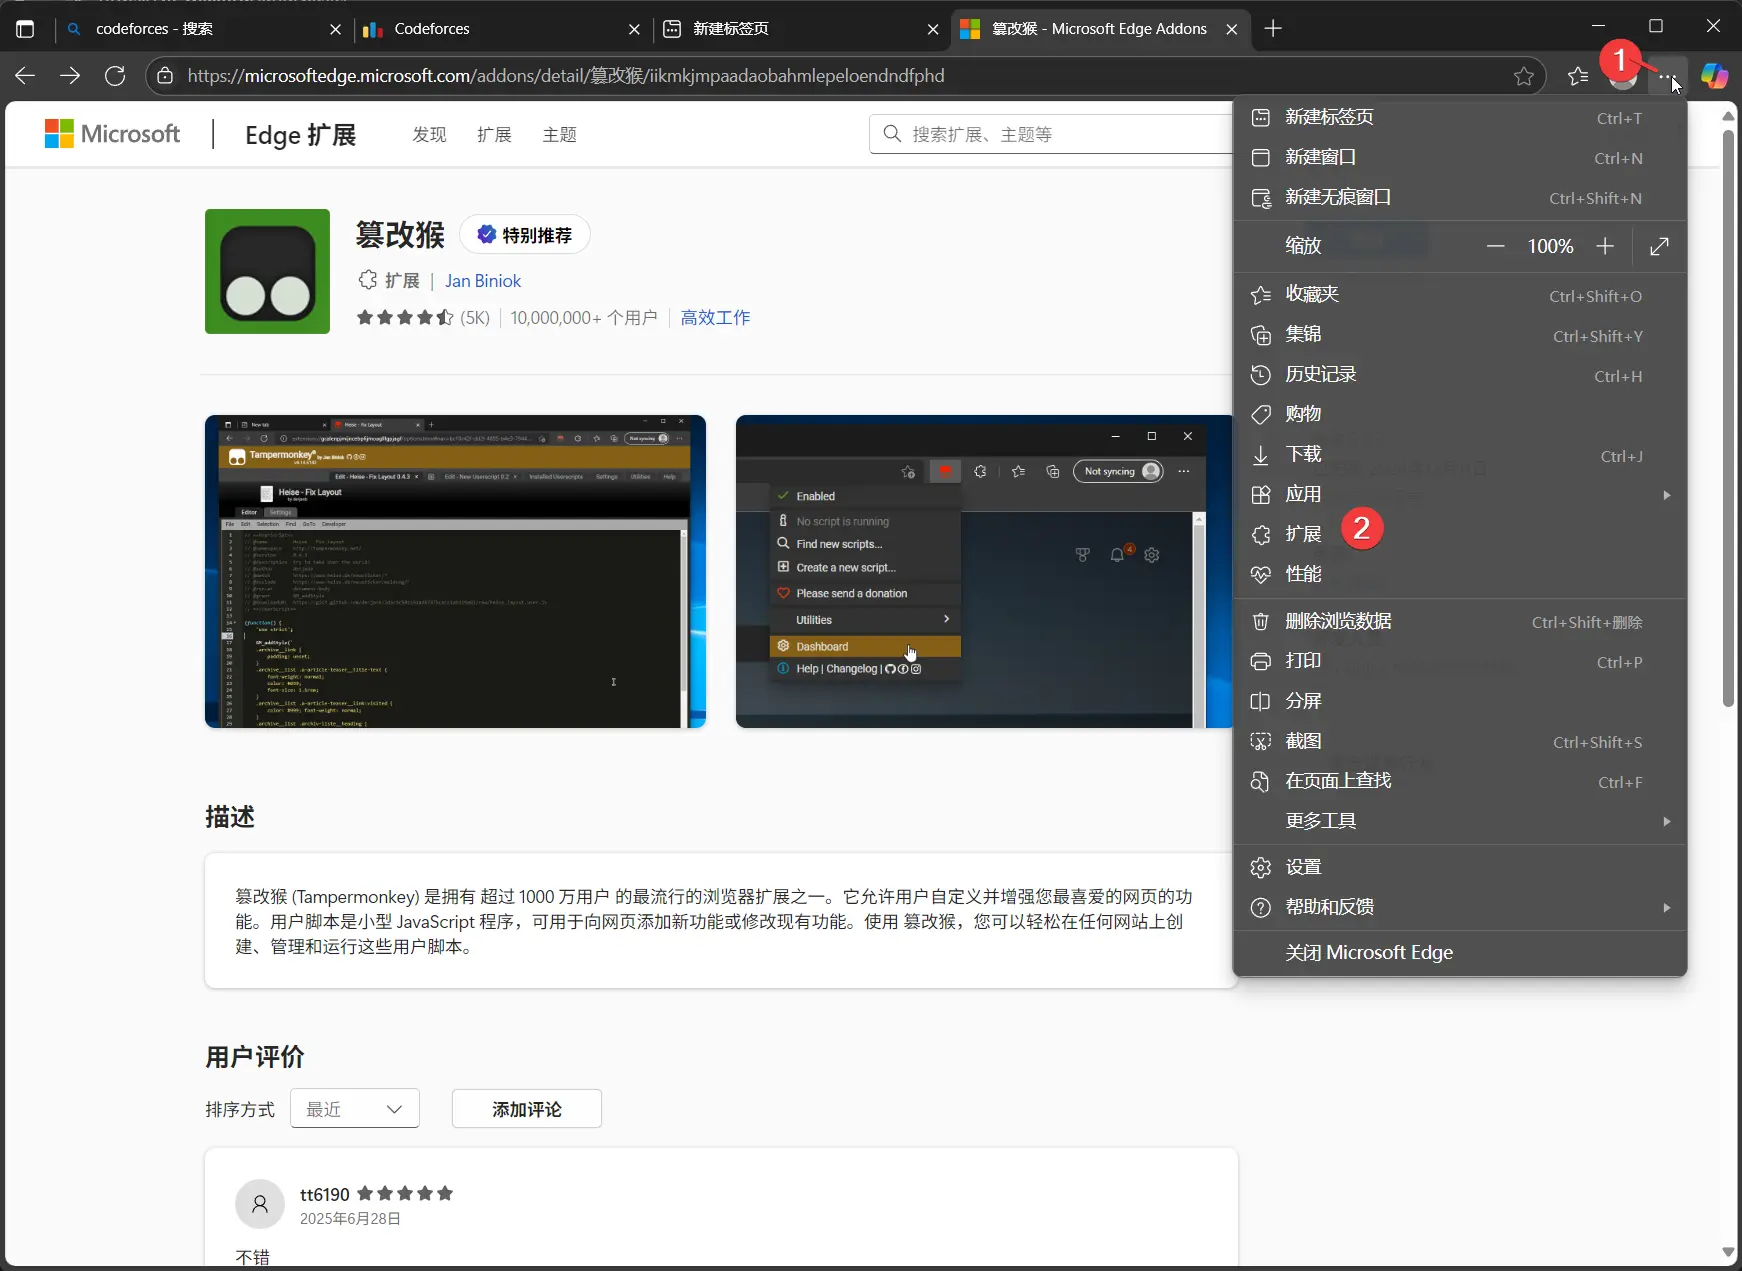 codeforces - 搜索
Codeforces
新建标签页
篡改猴 - Microsoft Edge Addons
https://microsoftedge.microsoft.com/addons/detail/篡改猴/iikmkjmpaadaobahmlepeloendndfphd
1
Microsoft
Edge 扩展
发现
扩展
主题
搜索扩展、主题等
篡改猴
特别推荐
扩展 | Jan Biniok
(5K)
10,000,000+ 个用户
高效工作
Tampermonkey
Heise - Fix Layout
Editor
Settings
File Edit Selection Find GoTo Developer
Not syncing
Enabled
No script is running
Find new scripts...
Create a new script...
Please send a donation
Utilities
Dashboard
Help | Changelog |
4
描述
篡改猴 (Tampermonkey) 是拥有 超过 1000 万用户 的最流行的浏览器扩展之一。它允许用户自定义并增强您最喜爱的网页的功
能。用户脚本是小型 JavaScript 程序，可用于向网页添加新功能或修改现有功能。使用 篡改猴，您可以轻松在任何网站上创
建、管理和运行这些用户脚本。
用户评价
排序方式
最近
添加评论
tt6190
2025年6月28日
不错
新建标签页 Ctrl+T
新建窗口 Ctrl+N
新建无痕窗口 Ctrl+Shift+N
缩放 — 100% +
收藏夹 Ctrl+Shift+O
集锦 Ctrl+Shift+Y
历史记录 Ctrl+H
购物
下载 Ctrl+J
应用
扩展 2
性能
删除浏览数据 Ctrl+Shift+删除
打印 Ctrl+P
分屏
截图 Ctrl+Shift+S
在页面上查找 Ctrl+F
更多工具
设置
帮助和反馈
关闭 Microsoft Edge